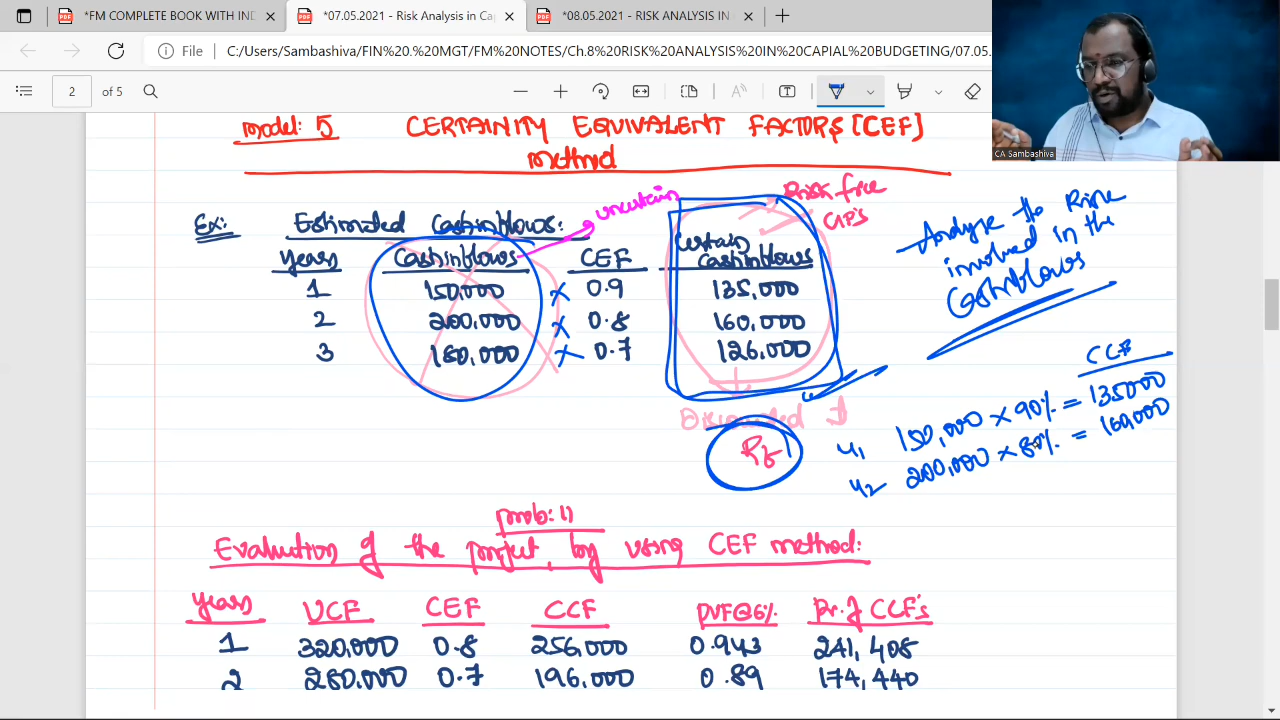 *FM COMPLETE BOOK WITH IND
*07.05.2021 - Risk Analysis in Ca
*08.05.2021 - RISK ANALYSIS IN
File
C:/Users/Sambashiva/FIN%20.%20MGT/FM%20NOTES/Ch.8%20RISK%20ANALYSIS%20IN%20CAPIAL%20BUDGETING/07.05.
2 of 5
CA Sambashiva
Model: 5 CERTAINITY EQUIVALENT FACTORS [CEF]
method
uncertain
Risk free
CIF's
Ex: Estimated Cashinflows:
Certain
years Cashinflows CEF Cashinflows
1 150,000 × 0.9 135,000
2 200,000 × 0.8 160,000
3 180,000 × 0.7 126,000
Analyse the Risk
involved in the
Cashinflows
Discounted
Rf
CCF
Y1 150,000 × 90% = 135000
Y2 200,000 × 80% = 160,000
prob: 1)
Evaluation of the project, by using CEF method:
years UCF CEF CCF PVF@6% Pv. of CCF's
1 320,000 0.8 256,000 0.943 241,408
2 280,000 0.7 196,000 0.89 174,440